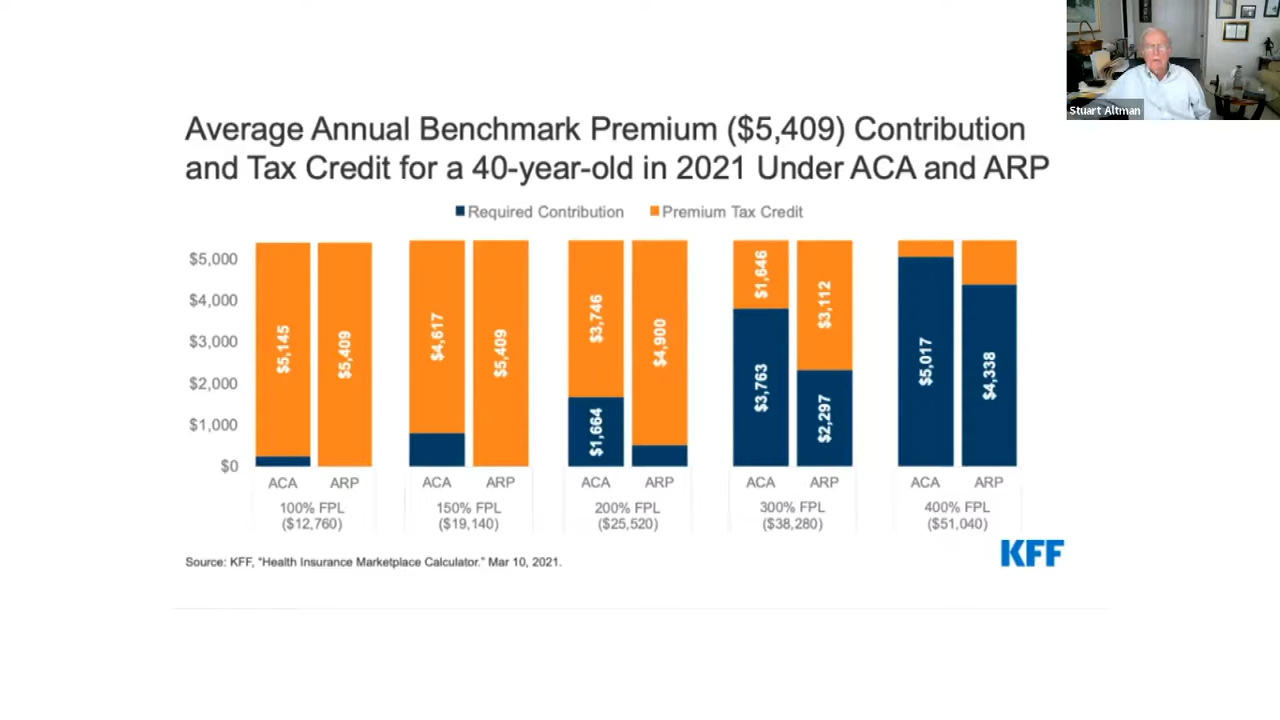 Stuart Altman
Average Annual Benchmark Premium ($5,409) Contribution
and Tax Credit for a 40-year-old in 2021 Under ACA and ARP
Required Contribution Premium Tax Credit
$5,000
$4,000
$3,000
$2,000
$1,000
$0
$5,145
$5,409
$4,617
$5,409
$3,746
$1,664
$4,900
$1,646
$3,763
$3,112
$2,297
$5,017
$4,338
ACA ARP ACA ARP ACA ARP ACA ARP ACA ARP
100% FPL 150% FPL 200% FPL 300% FPL 400% FPL
($12,760) ($19,140) ($25,520) ($38,280) ($51,040)
Source: KFF, “Health Insurance Marketplace Calculator.” Mar 10, 2021.
KFF